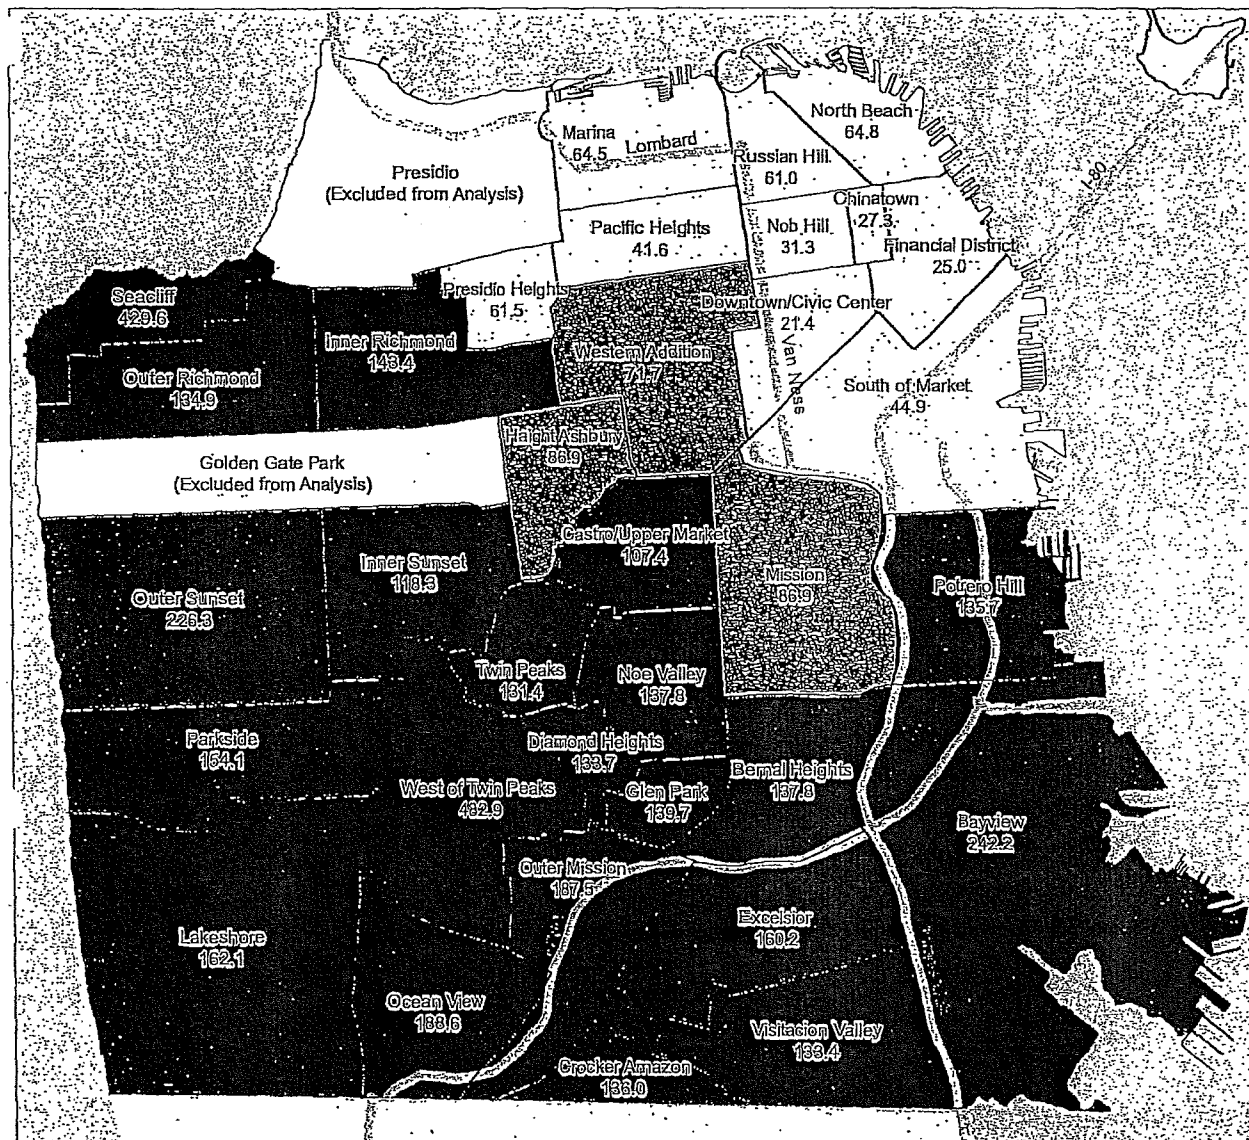 North Beach
64.8
Marina
64.5
Lombard
Russian Hill
61.0
I-80
Presidio
(Excluded from Analysis)
Chinatown
27.3
Pacific Heights
41.6
Nob Hill
31.3
Financial District
25.0
Seacliff
429.6
Presidio Heights
61.5
Downtown/Civic Center
21.4
Inner Richmond
143.4
Western Addition
71.7
Van Ness
Outer Richmond
134.9
South of Market
44.9
Haight Ashbury
86.9
Golden Gate Park
(Excluded from Analysis)
Castro/Upper Market
107.4
Inner Sunset
118.3
Mission
86.9
Potrero Hill
135.7
Outer Sunset
226.3
Twin Peaks
131.4
Noe Valley
137.8
Parkside
154.1
Diamond Heights
133.7
Bernal Heights
137.8
West of Twin Peaks
482.9
Glen Park
139.7
Bayview
242.2
Outer Mission
187.5
Excelsior
160.2
Lakeshore
162.1
Ocean View
188.6
Visitacion Valley
133.4
Crocker Amazon
136.0